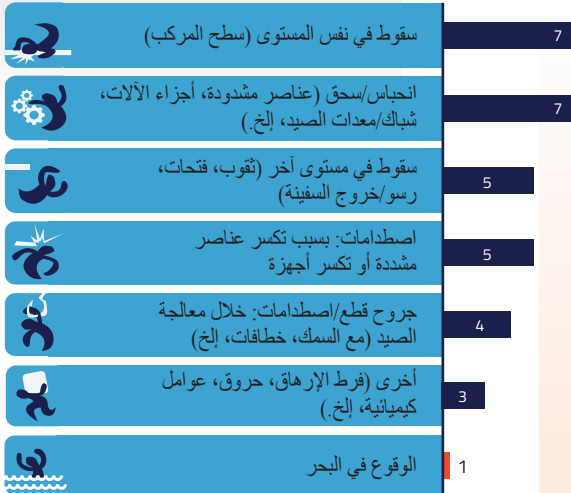 سقوط في نفس المستوى (سطح المركب)
7
انحباس/سحق (عناصر مشدودة، أجزاء الآلات،
شباك/معدات الصيد، إلخ.)
7
سقوط في مستوى آخر (ثقوب، فتحات،
رسو/خروج السفينة)
5
اصطدامات: بسبب تكسر عناصر
مشددة أو تكسر أجهزة
5
جروح قطع/اصطدامات: خلال معالجة
الصيد (مع السمك، خطافات، إلخ)
4
أخرى (فرط الإرهاق، حروق، عوامل
كيميائية، إلخ.)
3
الوقوع في البحر
1